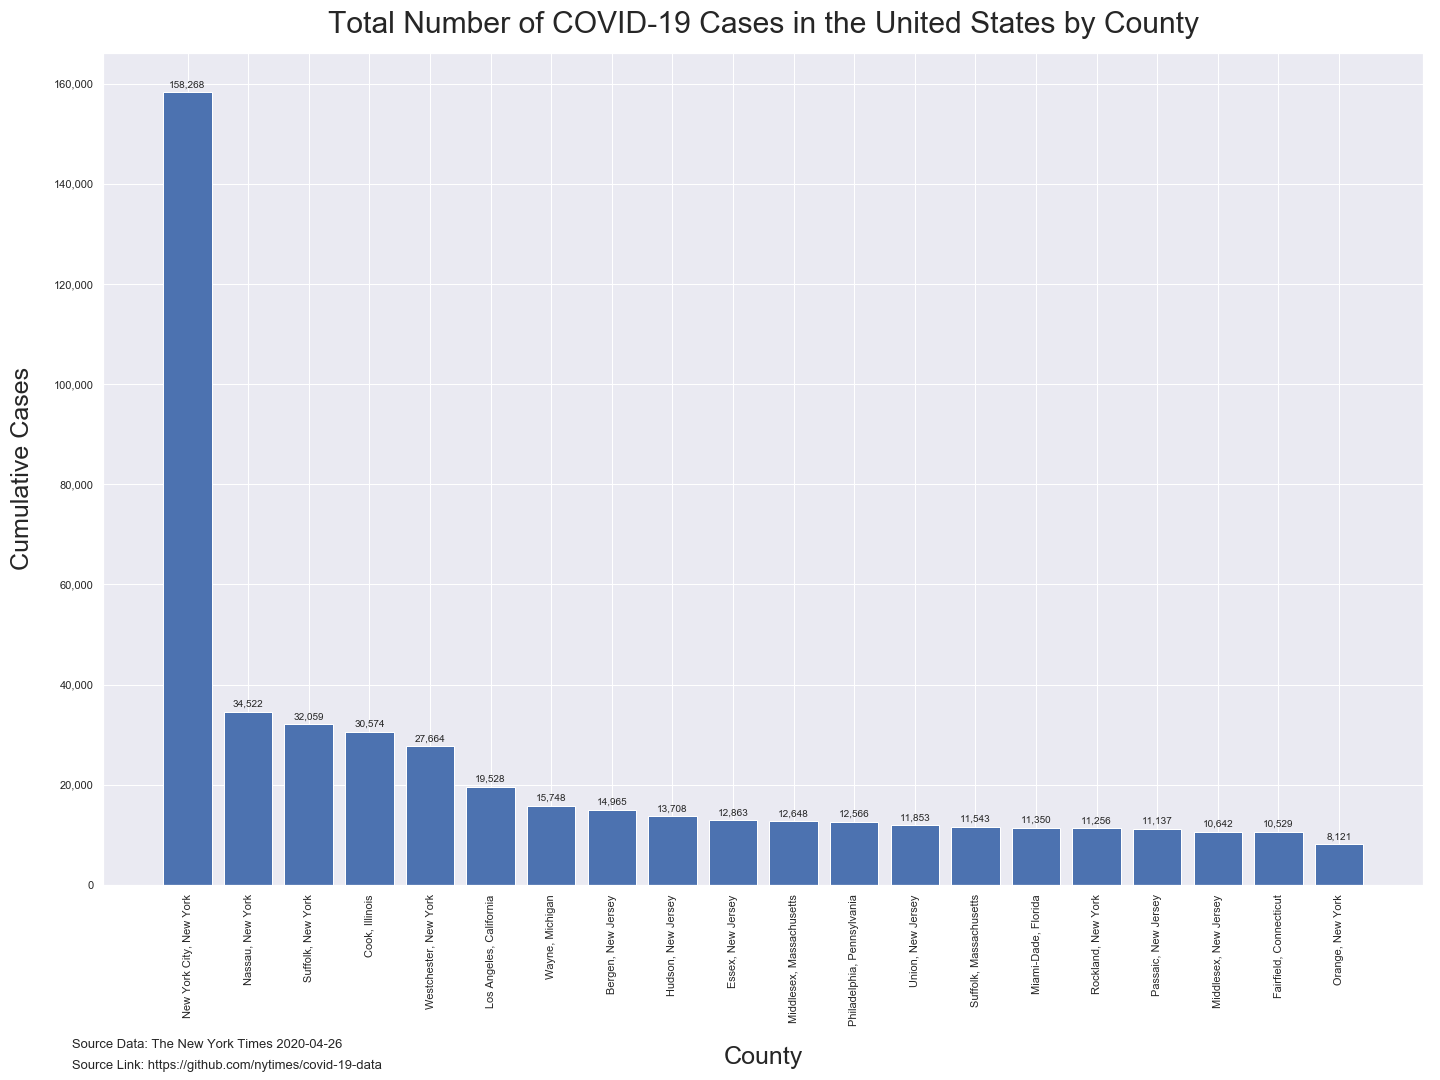 Total Number of COVID-19 Cases in the United States by County
Cumulative Cases
160,000
140,000
120,000
100,000
80,000
60,000
40,000
20,000
0
158,268
34,522
32,059
30,574
27,664
19,528
15,748
14,965
13,708
12,863
12,648
12,566
11,853
11,543
11,350
11,256
11,137
10,642
10,529
8,121
New York City, New York
Nassau, New York
Suffolk, New York
Cook, Illinois
Westchester, New York
Los Angeles, California
Wayne, Michigan
Bergen, New Jersey
Hudson, New Jersey
Essex, New Jersey
Middlesex, Massachusetts
Philadelphia, Pennsylvania
Union, New Jersey
Suffolk, Massachusetts
Miami-Dade, Florida
Rockland, New York
Passaic, New Jersey
Middlesex, New Jersey
Fairfield, Connecticut
Orange, New York
County
Source Data: The New York Times 2020-04-26
Source Link: https://github.com/nytimes/covid-19-data